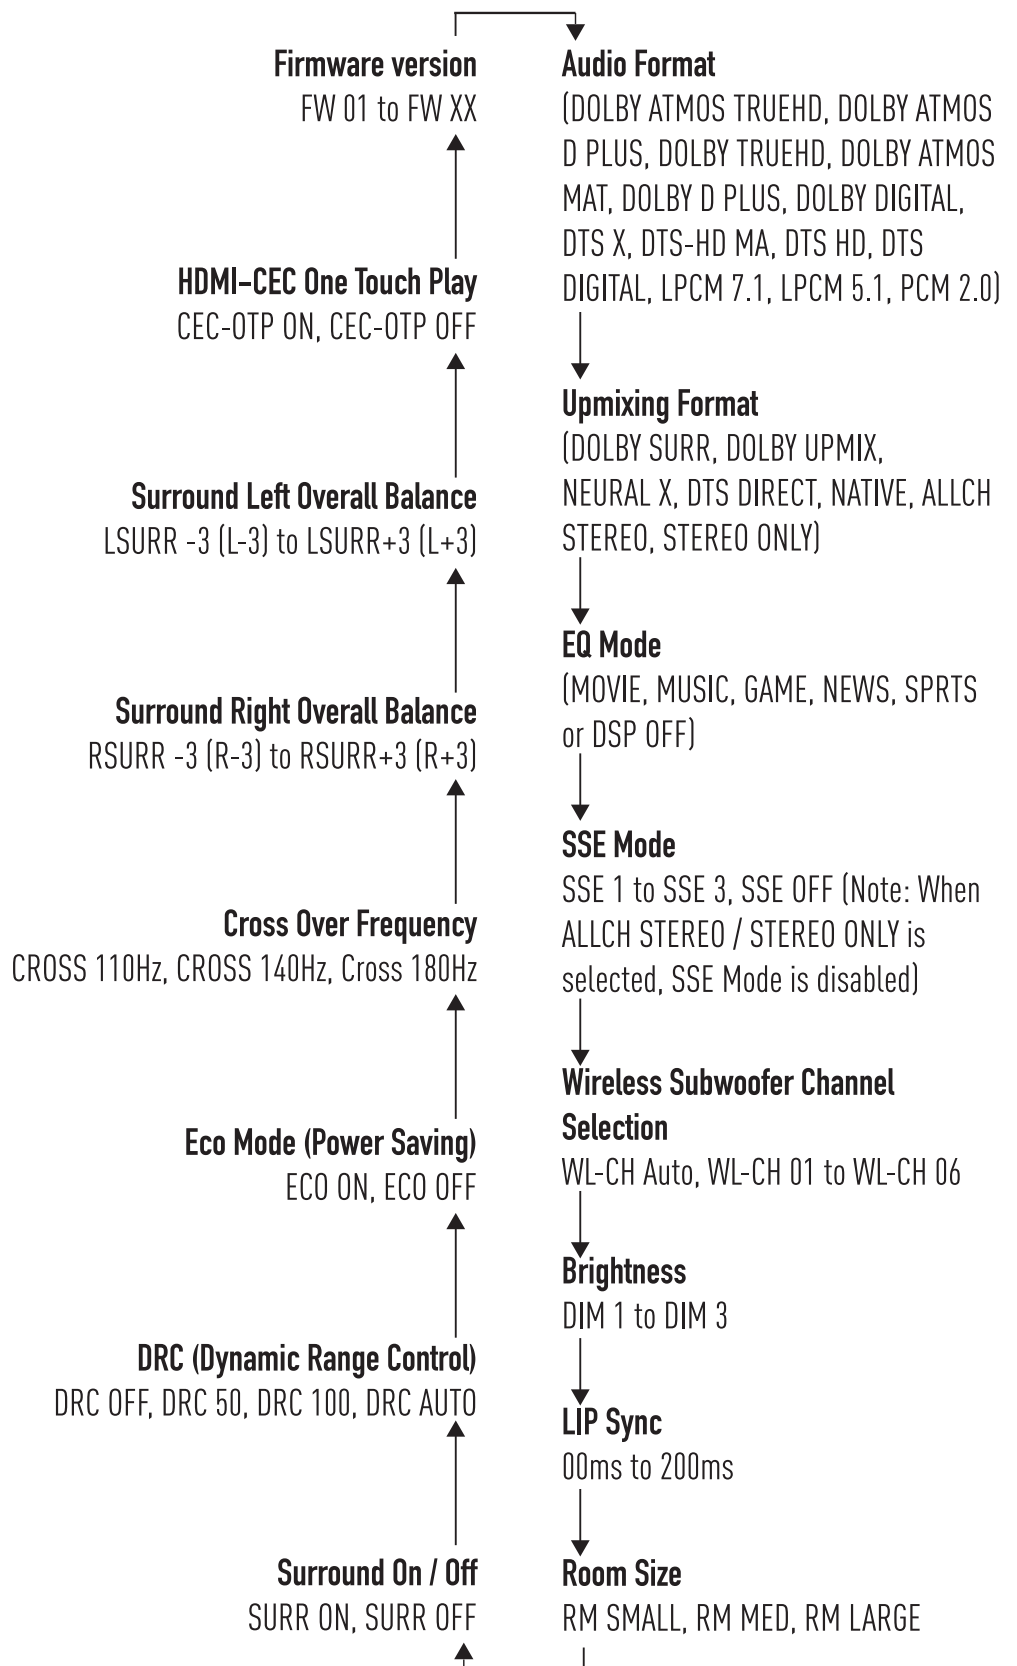 Firmware version
FW 01 to FW XX
HDMI-CEC One Touch Play
CEC-OTP ON, CEC-OTP OFF
Surround Left Overall Balance
LSURR -3 (L-3) to LSURR+3 (L+3)
Surround Right Overall Balance
RSURR -3 (R-3) to RSURR+3 (R+3)
Cross Over Frequency
CROSS 110Hz, CROSS 140Hz, Cross 180Hz
Eco Mode (Power Saving)
ECO ON, ECO OFF
DRC (Dynamic Range Control)
DRC OFF, DRC 50, DRC 100, DRC AUTO
Surround On / Off
SURR ON, SURR OFF
Audio Format
(DOLBY ATMOS TRUEHD, DOLBY ATMOS
D PLUS, DOLBY TRUEHD, DOLBY ATMOS
MAT, DOLBY D PLUS, DOLBY DIGITAL,
DTS X, DTS-HD MA, DTS HD, DTS
DIGITAL, LPCM 7.1, LPCM 5.1, PCM 2.0)
Upmixing Format
(DOLBY SURR, DOLBY UPMIX,
NEURAL X, DTS DIRECT, NATIVE, ALLCH
STEREO, STEREO ONLY)
EQ Mode
(MOVIE, MUSIC, GAME, NEWS, SPRTS
or DSP OFF)
SSE Mode
SSE 1 to SSE 3, SSE OFF (Note: When
ALLCH STEREO / STEREO ONLY is
selected, SSE Mode is disabled)
Wireless Subwoofer Channel
Selection
WL-CH Auto, WL-CH 01 to WL-CH 06
Brightness
DIM 1 to DIM 3
LIP Sync
00ms to 200ms
Room Size
RM SMALL, RM MED, RM LARGE